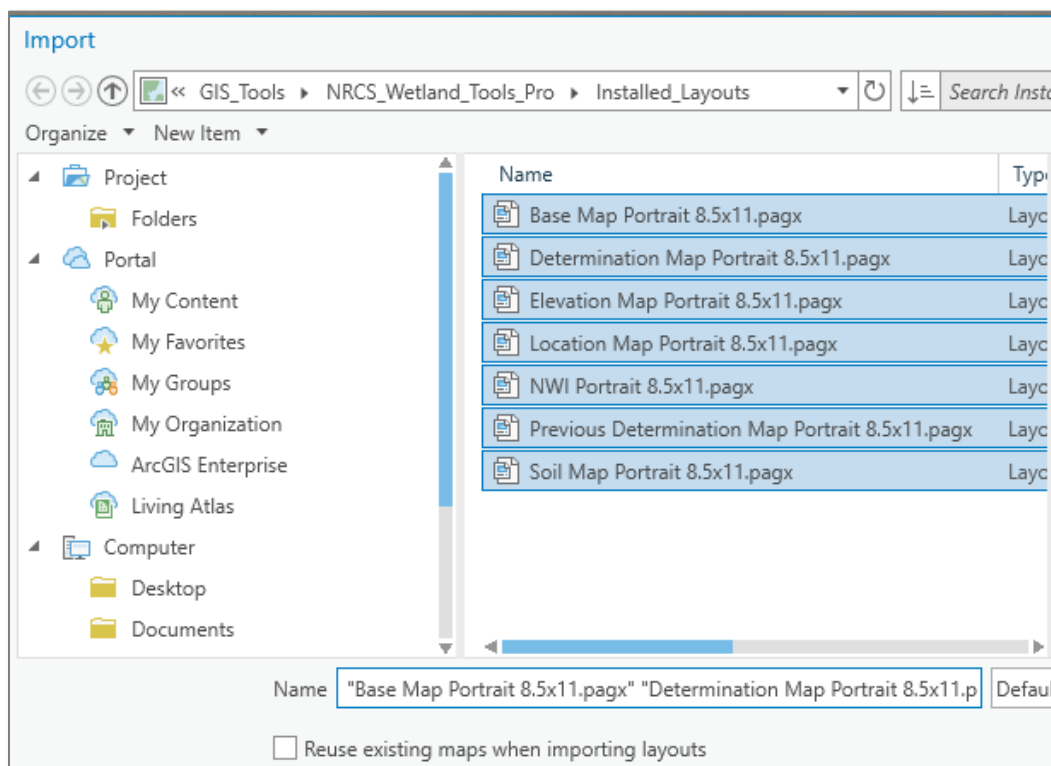 Import
« GIS_Tools NRCS_Wetland_Tools_Pro Installed_Layouts Search Insta
Organize New Item
Project
Folders
Portal
My Content
My Favorites
My Groups
My Organization
ArcGIS Enterprise
Living Atlas
Computer
Desktop
Documents
Name Typ
Base Map Portrait 8.5x11.pagx Layo
Determination Map Portrait 8.5x11.pagx Layo
Elevation Map Portrait 8.5x11.pagx Layo
Location Map Portrait 8.5x11.pagx Layo
NWI Portrait 8.5x11.pagx Layo
Previous Determination Map Portrait 8.5x11.pagx Layo
Soil Map Portrait 8.5x11.pagx Layo
Name "Base Map Portrait 8.5x11.pagx" "Determination Map Portrait 8.5x11.p Defau
Reuse existing maps when importing layouts